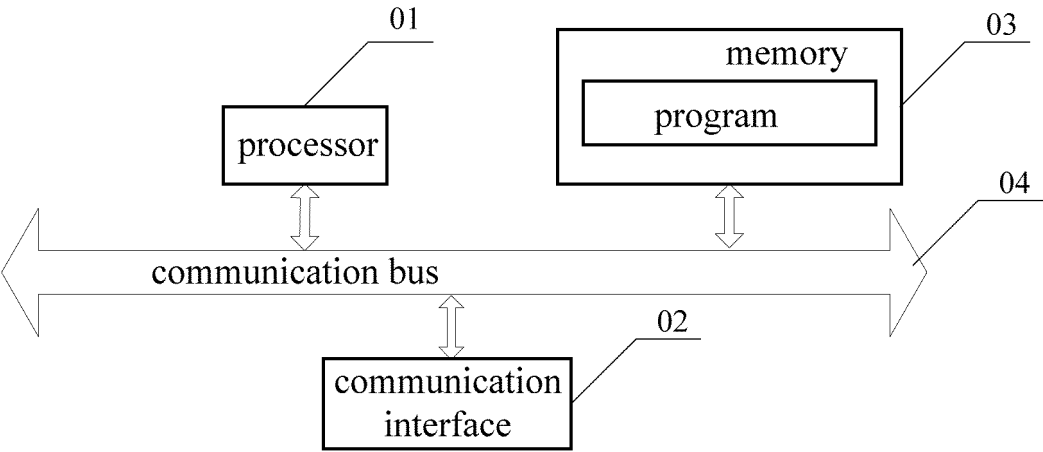 01
03
memory
program
processor
04
communication bus
02
communication
interface